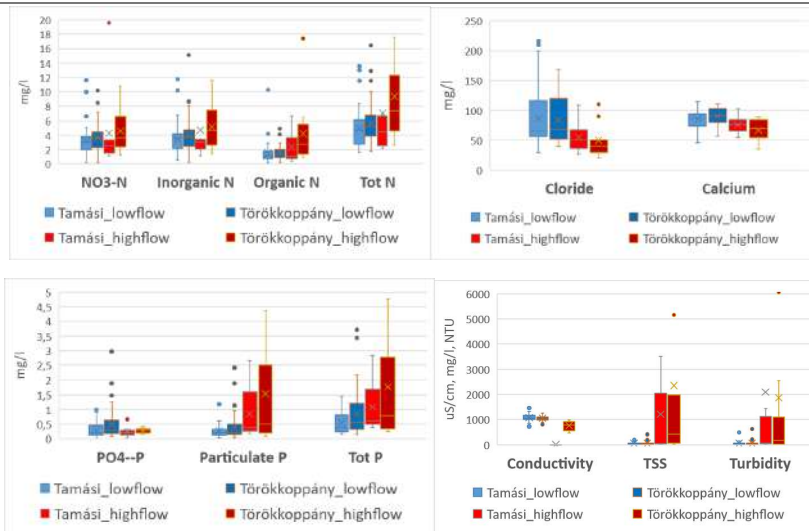 20
18
16
14
12
10
8
6
4
2
0
mg/l
NO3-N Inorganic N Organic N Tot N
Tamási_lowflow Törökkoppány_lowflow
Tamási_highflow Törökkoppány_highflow
250
200
150
100
50
0
mg/l
Cloride Calcium
Tamási_lowflow Törökkoppány_lowflow
Tamási_highflow Törökkoppány_highflow
5
4,5
4
3,5
3
2,5
2
1,5
1
0,5
0
mg/l
PO4--P Particulate P Tot P
Tamási_lowflow Törökkoppány_lowflow
Tamási_highflow Törökkoppány_highflow
6000
5000
4000
3000
2000
1000
0
uS/cm, mg/l, NTU
Conductivity TSS Turbidity
Tamási_lowflow Törökkoppány_lowflow
Tamási_highflow Törökkoppány_highflow